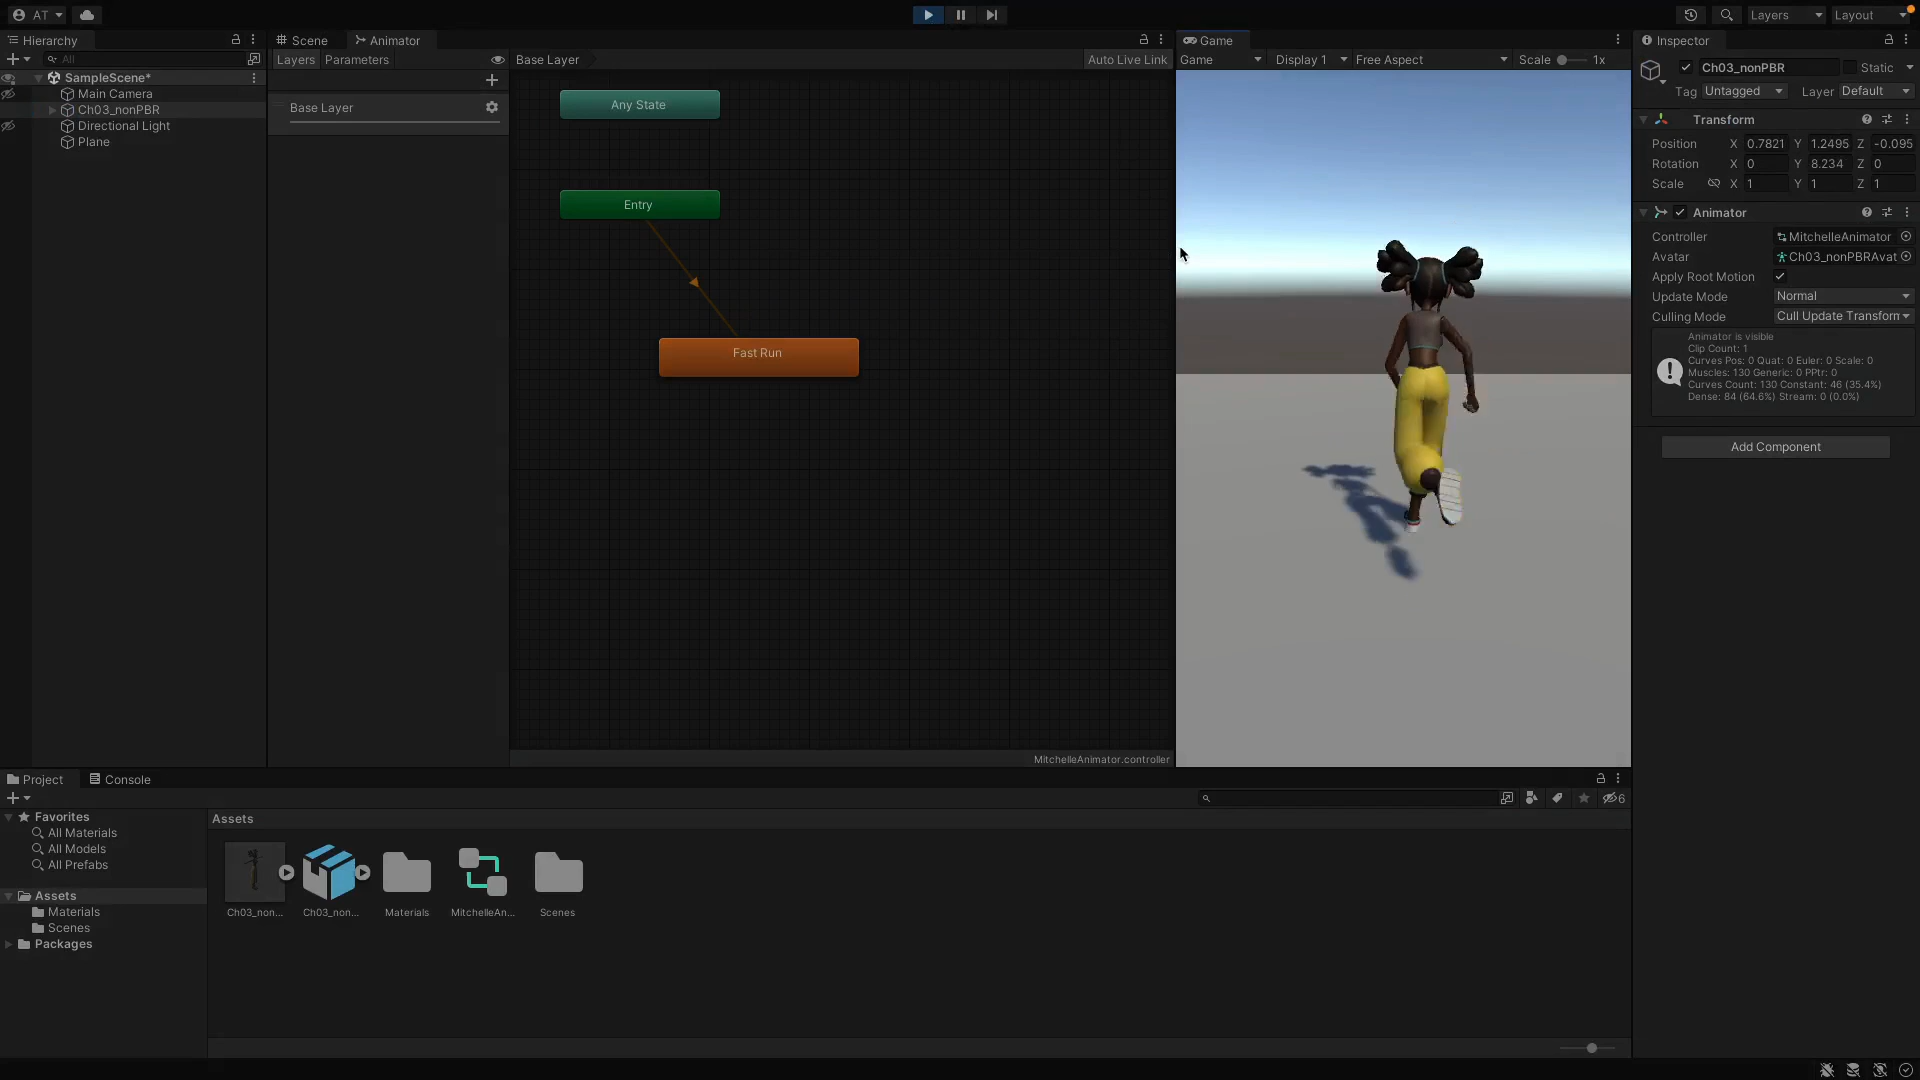 AT
Layers
Layout
Hierarchy
All
SampleScene*
Main Camera
Ch03_nonPBR
Directional Light
Plane
Scene
Animator
Layers
Parameters
Base Layer
Auto Live Link
Base Layer
Any State
Entry
Fast Run
MitchelleAnimator.controller
Game
Game
Display 1
Free Aspect
Scale
1x
Inspector
Ch03_nonPBR
Static
Tag
Untagged
Layer
Default
Transform
Position X 0.7821 Y 1.2495 Z -0.095
Rotation X 0 Y 8.234 Z 0
Scale X 1 Y 1 Z 1
Animator
Controller MitchelleAnimator
Avatar Ch03_nonPBRAvat
Apply Root Motion
Update Mode Normal
Culling Mode Cull Update Transform
Animator is visible
Clip Count: 1
Curves Pos: 0 Quat: 0 Euler: 0 Scale: 0
Muscles: 130 Generic: 0 PPtr: 0
Curves Count: 130 Constant: 46 (35.4%)
Dense: 84 (64.6%) Stream: 0 (0.0%)
Add Component
Project
Console
6
Favorites
All Materials
All Models
All Prefabs
Assets
Materials
Scenes
Packages
Assets
Ch03_non...
Ch03_non...
Materials
MitchelleAn...
Scenes